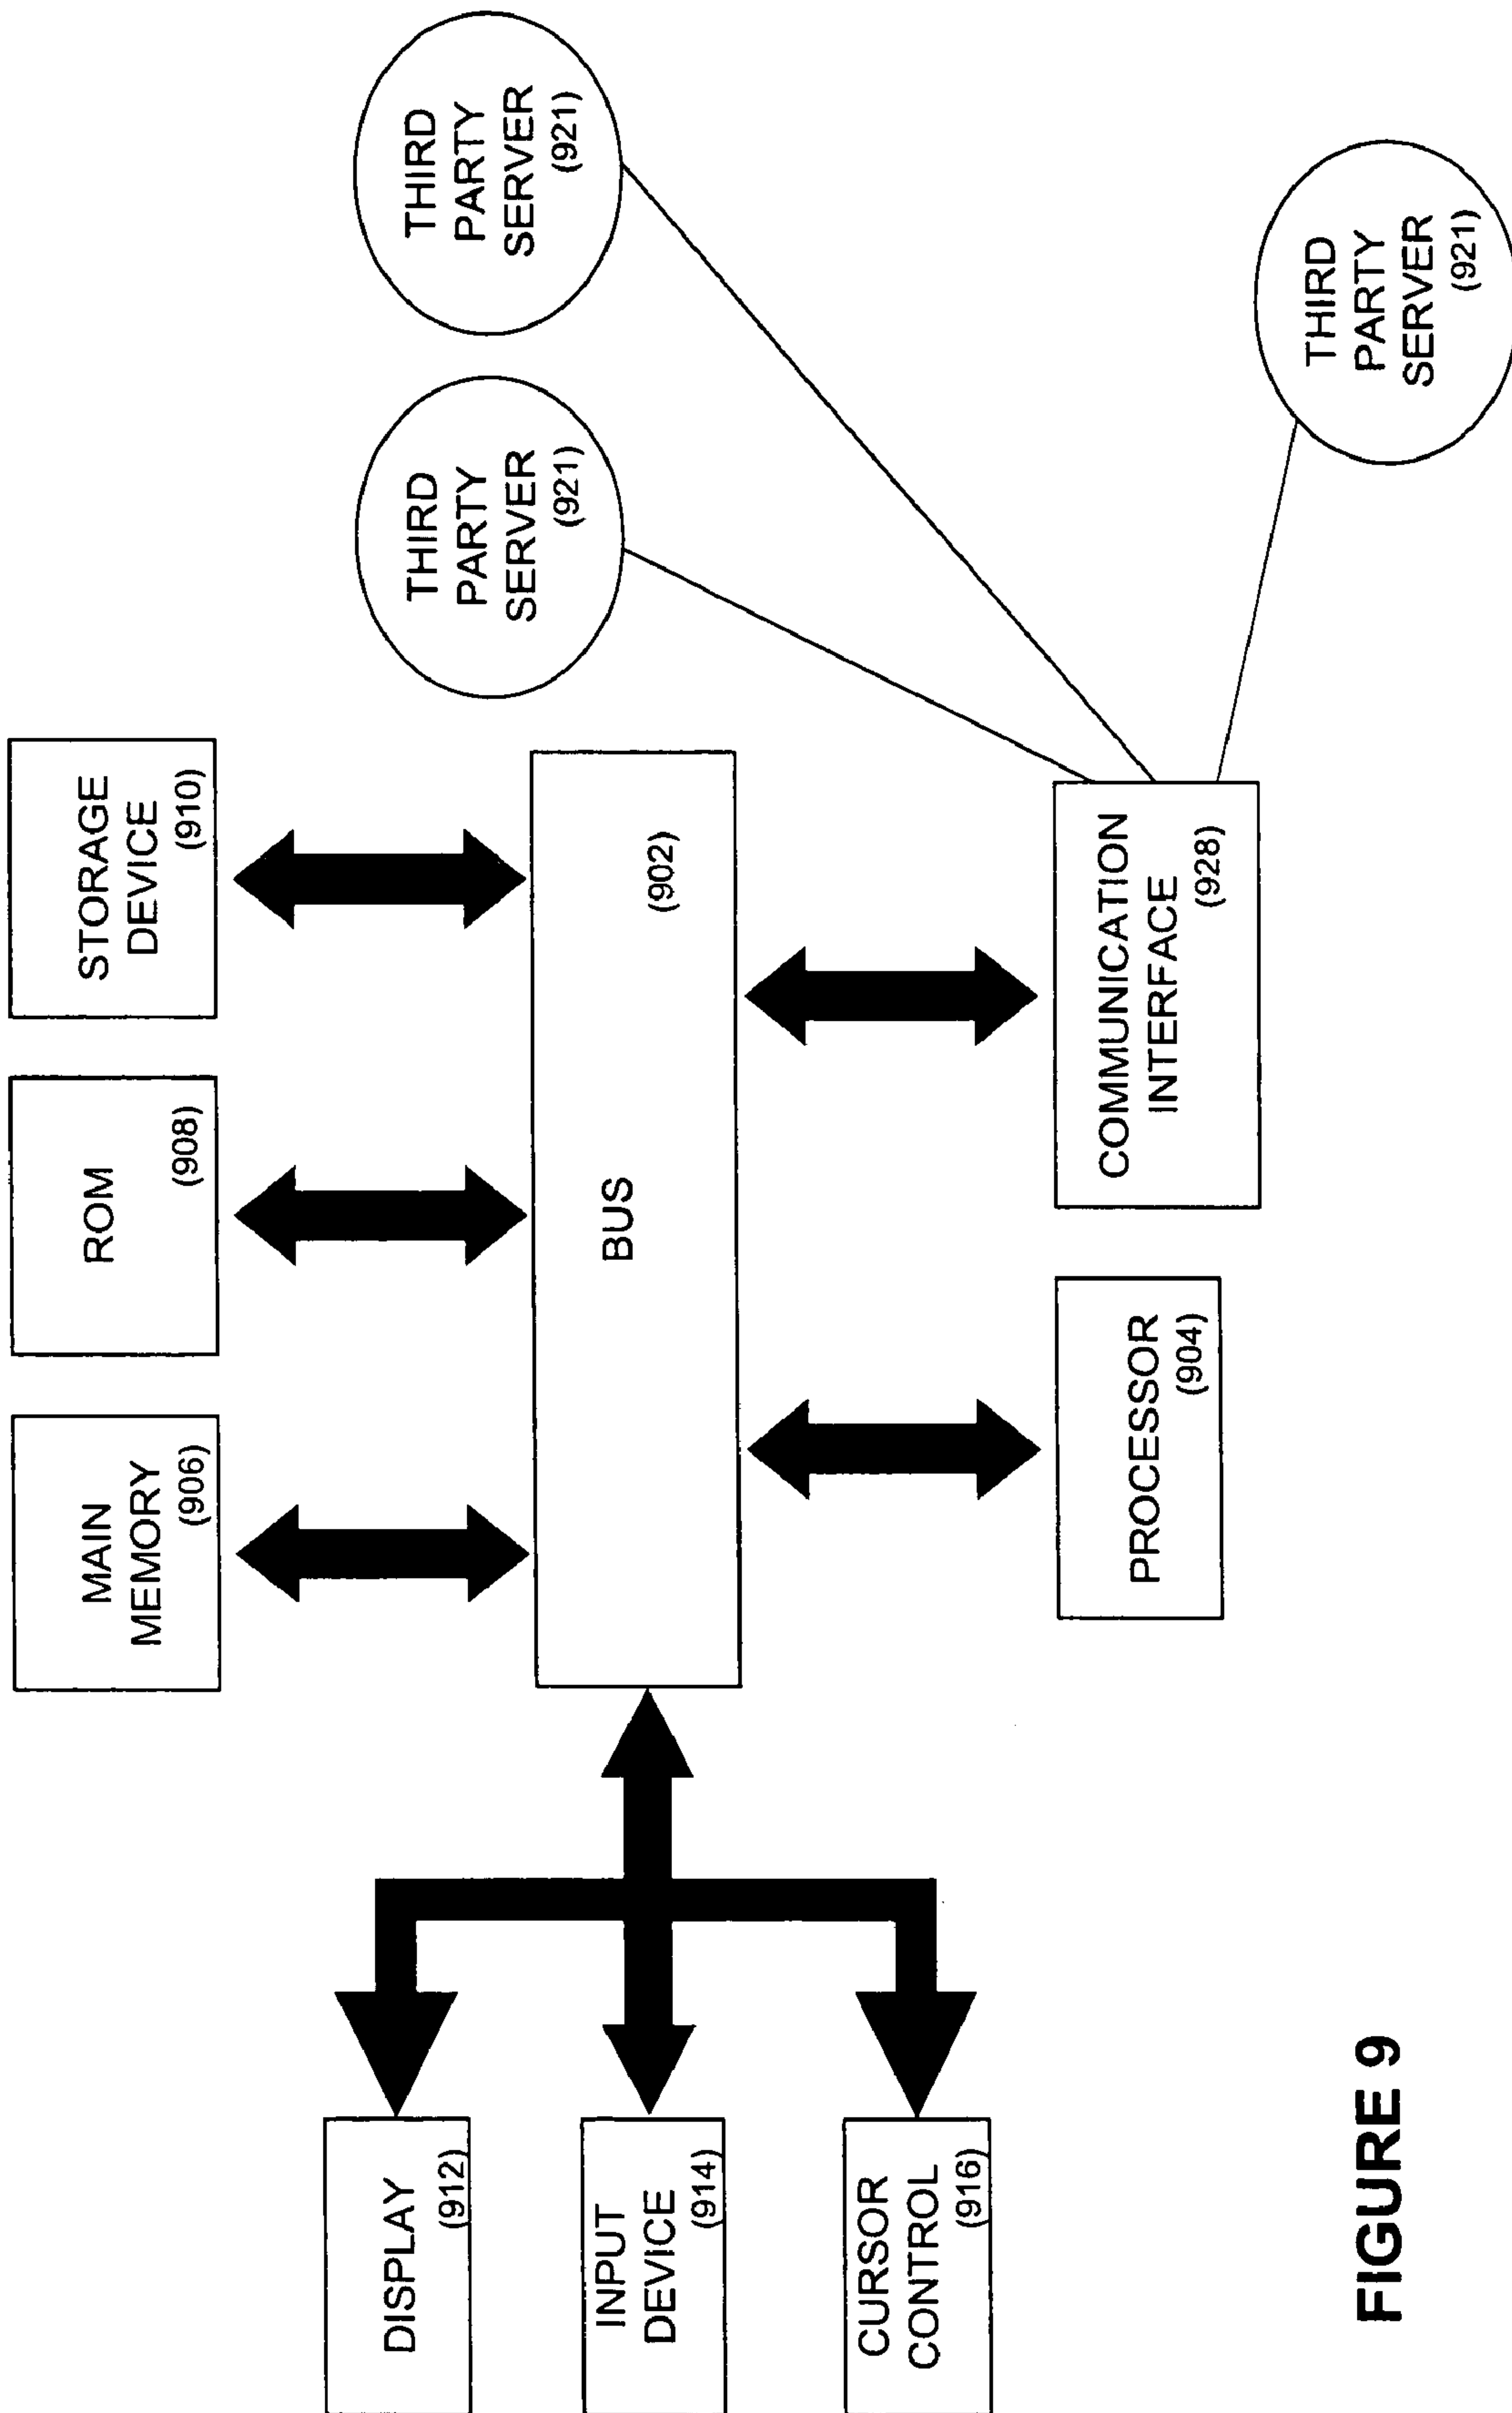 MAIN
MEMORY
(906)
ROM
(908)
STORAGE
DEVICE
(910)
THIRD
PARTY
SERVER
(921)
THIRD
PARTY
SERVER
(921)
DISPLAY
(912)
INPUT
DEVICE
(914)
CURSOR
CONTROL
(916)
BUS
(902)
PROCESSOR
(904)
COMMUNICATION
INTERFACE
(928)
THIRD
PARTY
SERVER
(921)
FIGURE 9